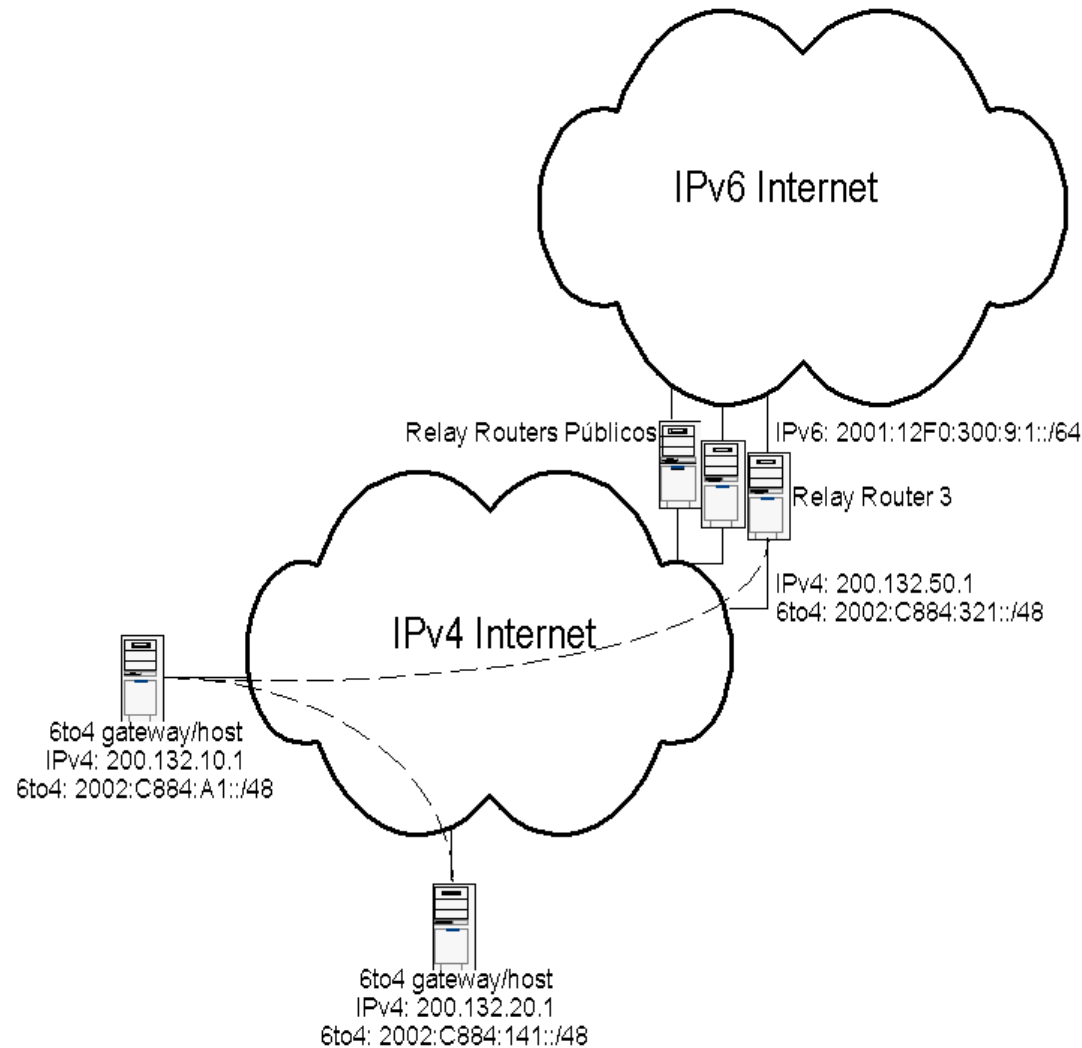 IPv6 Internet
Relay Routers Públicos
IPv6: 2001:12F0:300:9:1::/64
Relay Router 3
IPv4: 200.132.50.1
6to4: 2002:C884:321::/48
IPv4 Internet
6to4 gateway/host
IPv4: 200.132.10.1
6to4: 2002:C884:A1::/48
6to4 gateway/host
IPv4: 200.132.20.1
6to4: 2002:C884:141::/48